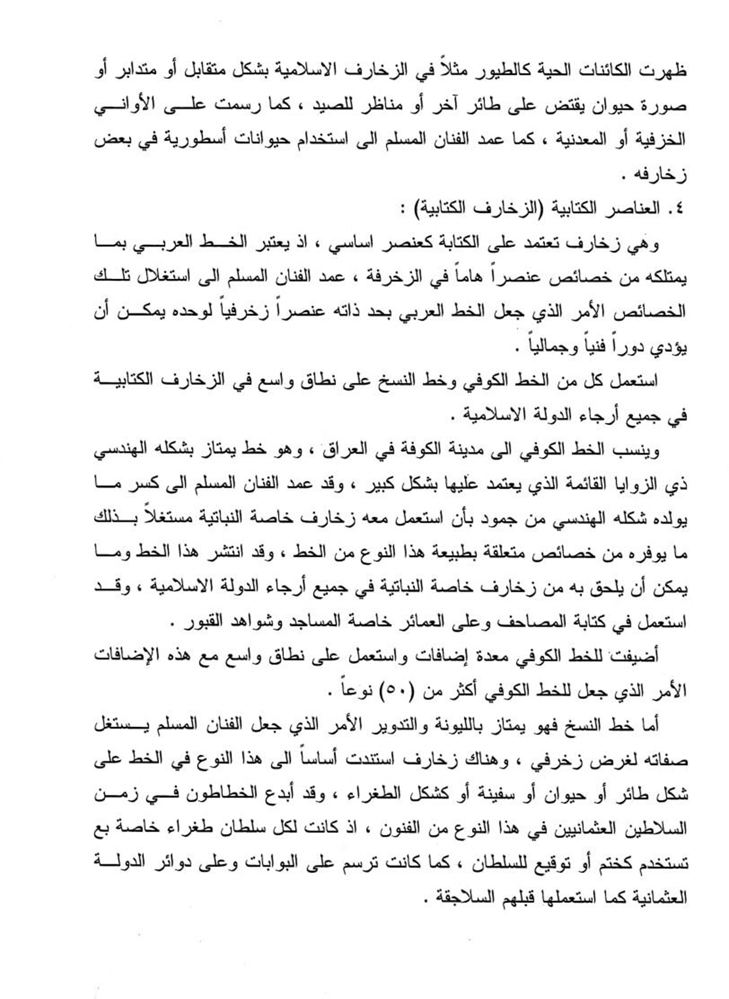 ظهرت الكائنات الحية كالطيور مثلاً في الزخارف الاسلامية بشكل متقابل أو متدابر أو
صورة حيوان يقتض على طائر آخر أو مناظر للصيد ، كما رسمت على الأواني
الخزفية أو المعدنية ، كما عمد الفنان المسلم الى استخدام حيوانات أسطورية في بعض
زخارفه .
٤. العناصر الكتابية (الزخارف الكتابية) :
وهي زخارف تعتمد على الكتابة كعنصر اساسي ، اذ يعتبر الخط العربي بما
يمتلكه من خصائص عنصراً هاماً في الزخرفة ، عمد الفنان المسلم الى استغلال تلك
الخصائص الأمر الذي جعل الخط العربي بحد ذاته عنصراً زخرفياً لوحده يمكن أن
يؤدي دوراً فنياً وجمالياً .
استعمل كل من الخط الكوفي وخط النسخ على نطاق واسع في الزخارف الكتابية
في جميع أرجاء الدولة الاسلامية .
وينسب الخط الكوفي الى مدينة الكوفة في العراق ، وهو خط يمتاز بشكله الهندسي
ذي الزوايا القائمة الذي يعتمد عليها بشكل كبير ، وقد عمد الفنان المسلم الى كسر ما
يولده شكله الهندسي من جمود بأن استعمل معه زخارف خاصة النباتية مستغلاً بذلك
ما يوفره من خصائص متعلقة بطبيعة هذا النوع من الخط ، وقد انتشر هذا الخط وما
يمكن أن يلحق به من زخارف خاصة النباتية في جميع أرجاء الدولة الاسلامية ، وقد
استعمل في كتابة المصاحف وعلى العمائر خاصة المساجد وشواهد القبور .
أضيفت للخط الكوفي معدة إضافات واستعمل على نطاق واسع مع هذه الإضافات
الأمر الذي جعل للخط الكوفي أكثر من (٥٠) نوعاً .
أما خط النسخ فهو يمتاز بالليونة والتدوير الأمر الذي جعل الفنان المسلم يستغل
صفاته لغرض زخرفي ، وهناك زخارف استندت أساساً الى هذا النوع في الخط على
شكل طائر أو حيوان أو سفينة أو كشكل الطغراء ، وقد أبدع الخطاطون في زمن
السلاطين العثمانيين في هذا النوع من الفنون ، اذ كانت لكل سلطان طغراء خاصة بع
تستخدم كختم أو توقيع للسلطان ، كما كانت ترسم على البوابات وعلى دوائر الدولة
العثمانية كما استعملها قبلهم السلاجقة .